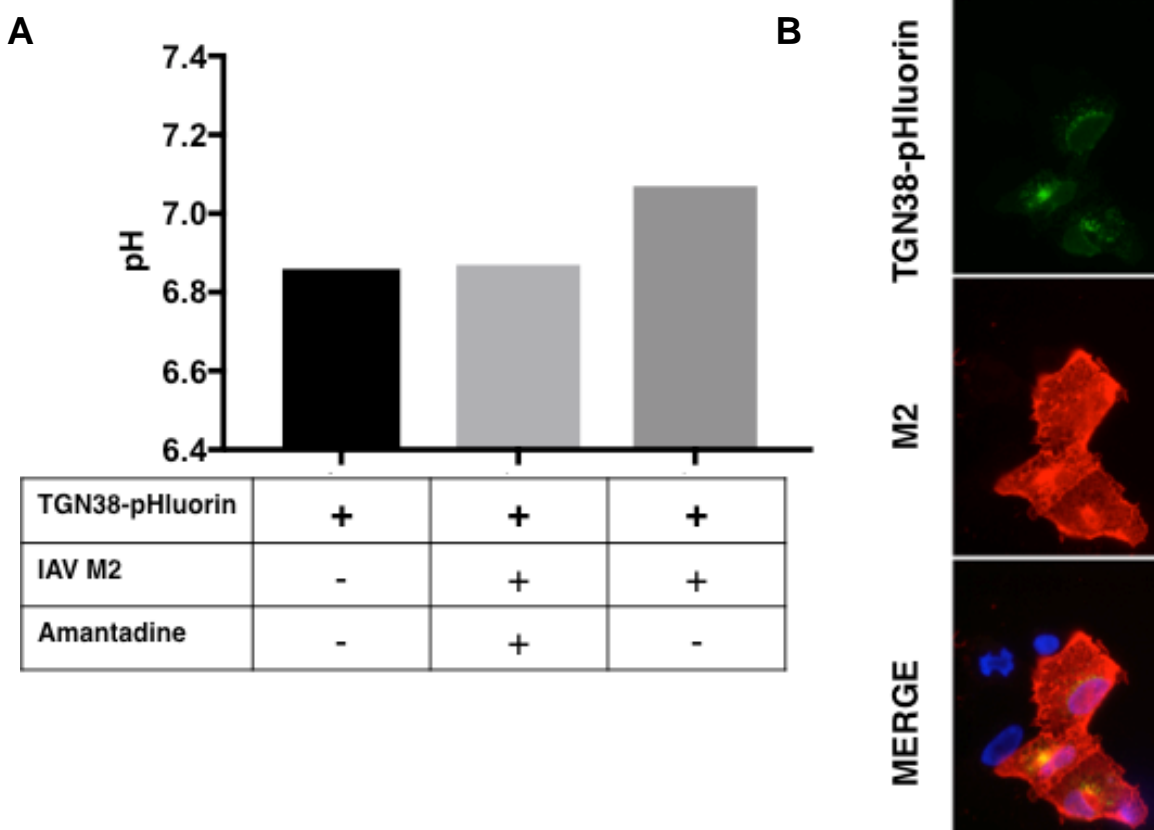 A
B
7.4
7.2
7.0
6.8
6.6
6.4
pH
TGN38-pHluorin + + +
IAV M2 - + +
Amantadine - + -
TGN38-pHluorin
M2
MERGE